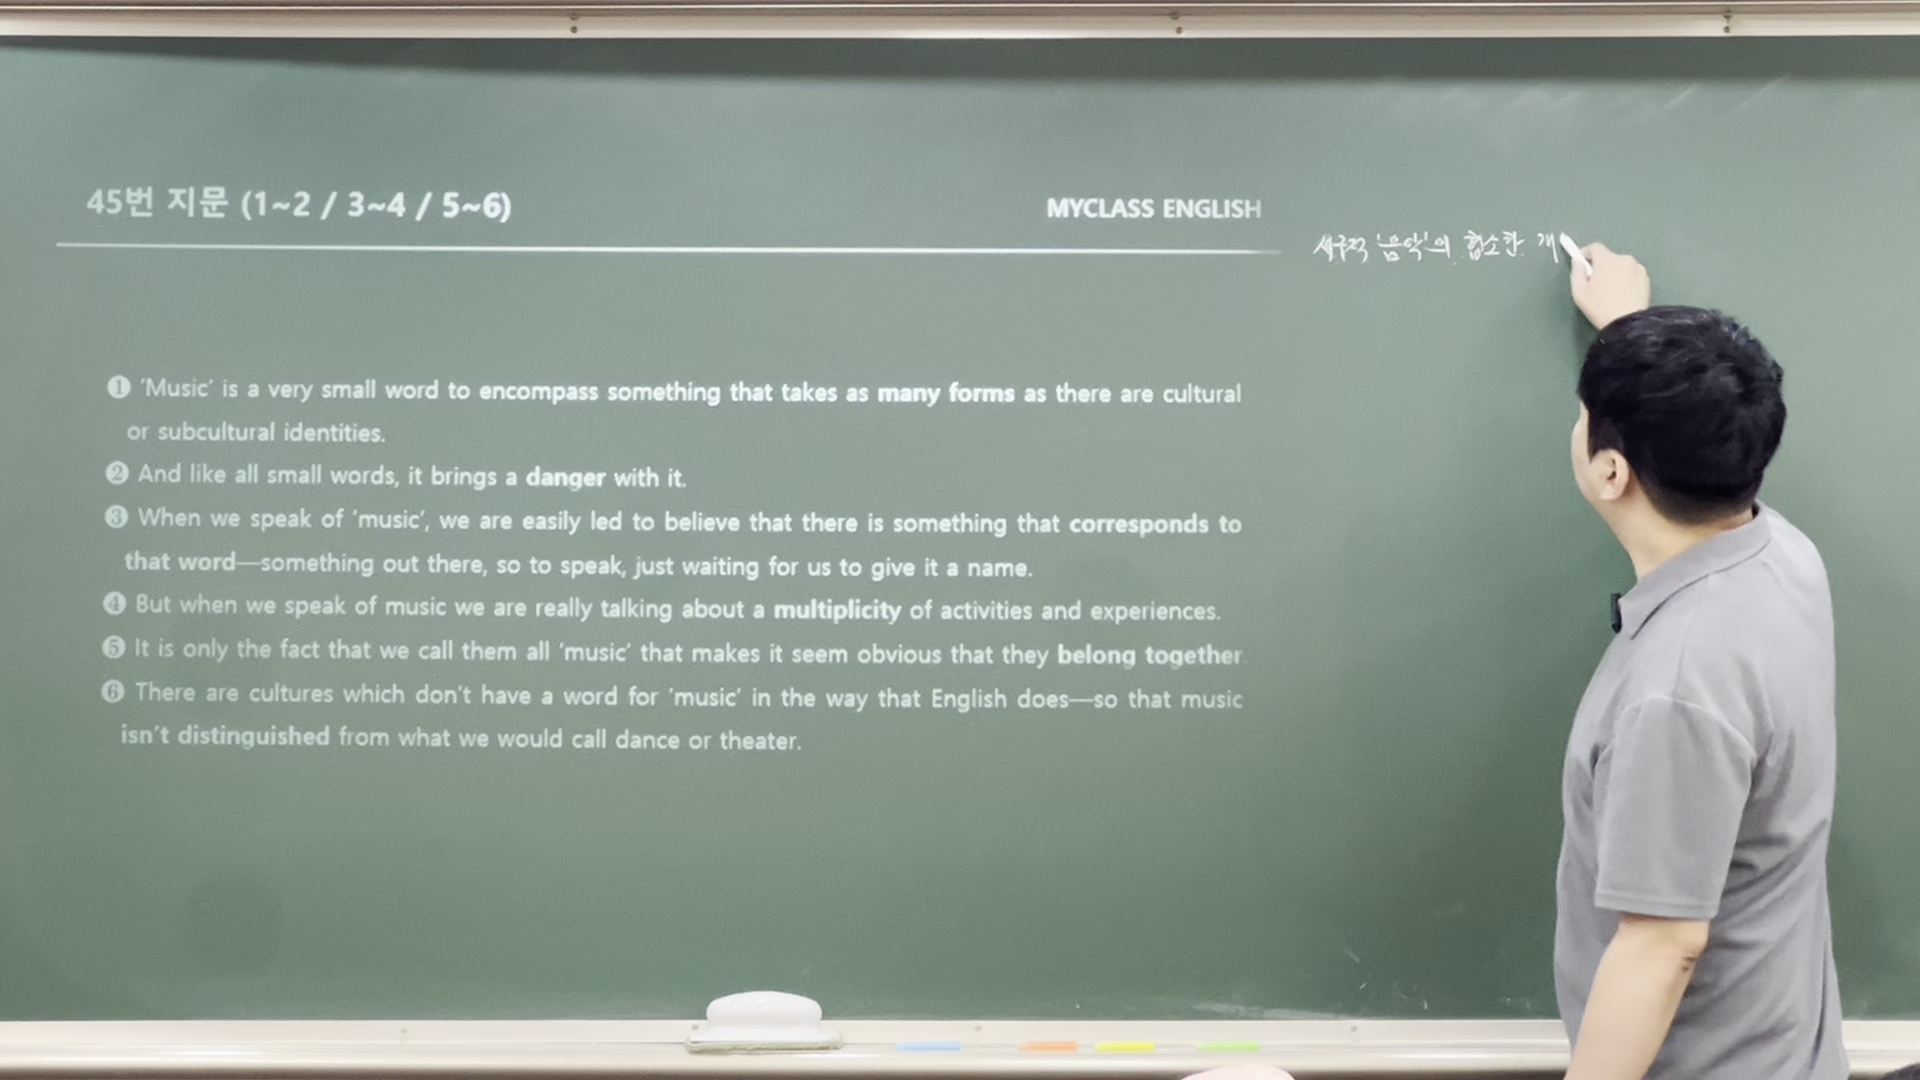 45번 지문 (1~2 / 3~4 / 5~6)
MYCLASS ENGLISH
서구적 '음악'의 협소한 개
❶ ‘Music’ is a very small word to encompass something that takes as many forms as there are cultural
or subcultural identities.
❷ And like all small words, it brings a danger with it.
❸ When we speak of ‘music’, we are easily led to believe that there is something that corresponds to
that word—something out there, so to speak, just waiting for us to give it a name.
❹ But when we speak of music we are really talking about a multiplicity of activities and experiences.
❺ It is only the fact that we call them all ‘music’ that makes it seem obvious that they belong together
❻ There are cultures which don’t have a word for ‘music’ in the way that English does—so that music
isn’t distinguished from what we would call dance or theater.